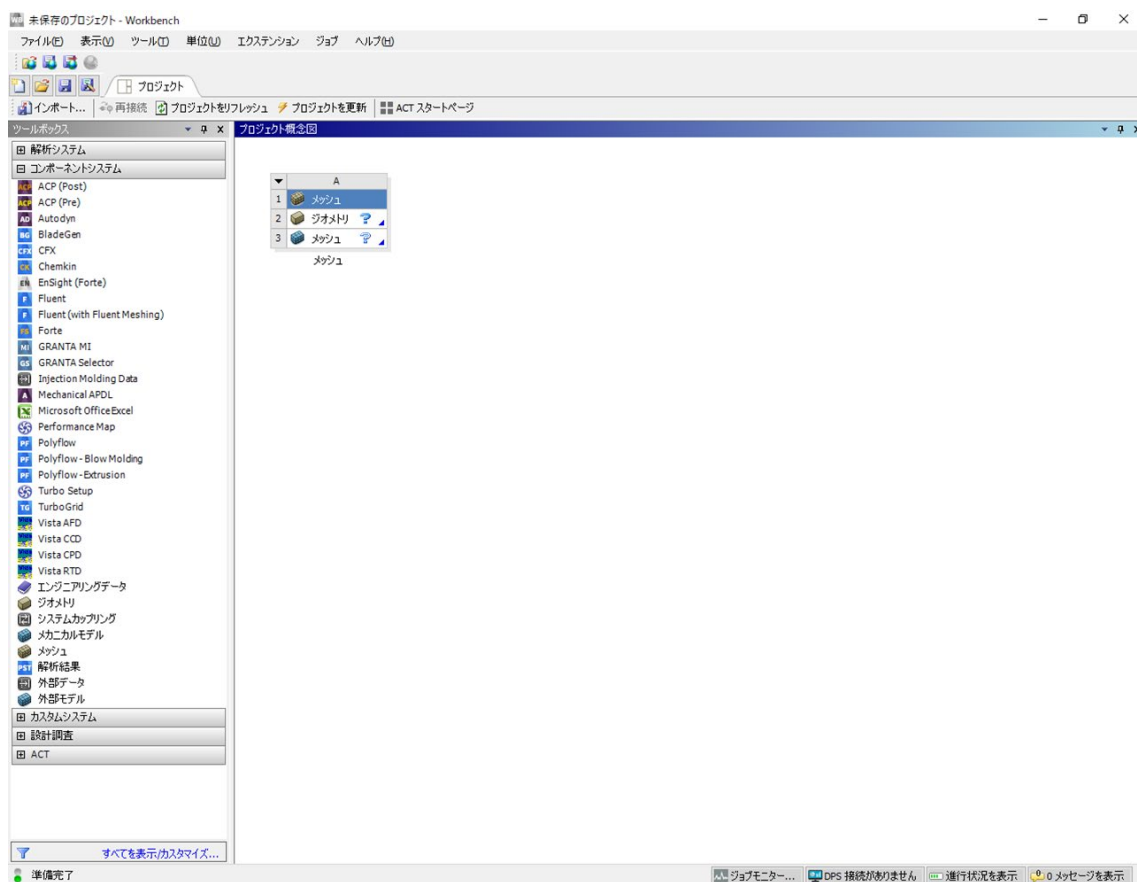 未保存のプロジェクト - Workbench
ファイル(F) 表示(V) ツール(T) 単位(U) エクステンション ジョブ ヘルプ(H)
プロジェクト
インポート... 再接続 プロジェクトをリフレッシュ プロジェクトを更新 ACT スタートページ
ツールボックス
解析システム
コンポーネントシステム
ACP (Post)
ACP (Pre)
Autodyn
BladeGen
CFX
Chemkin
EnSight (Forte)
Fluent
Fluent (with Fluent Meshing)
Forte
GRANTA MI
GRANTA Selector
Injection Molding Data
Mechanical APDL
Microsoft Office Excel
Performance Map
Polyflow
Polyflow - Blow Molding
Polyflow - Extrusion
Turbo Setup
TurboGrid
Vista AFD
Vista CCD
Vista CPD
Vista RTD
エンジニアリングデータ
ジオメトリ
システムカップリング
メカニカルモデル
メッシュ
解析結果
外部データ
外部モデル
カスタムシステム
設計調査
ACT
すべてを表示/カスタマイズ...
プロジェクト概念図
A
1 メッシュ
2 ジオメトリ ?
3 メッシュ ?
メッシュ
準備完了 ジョブモニター... DPS 接続がありません 進行状況を表示 0 メッセージを表示